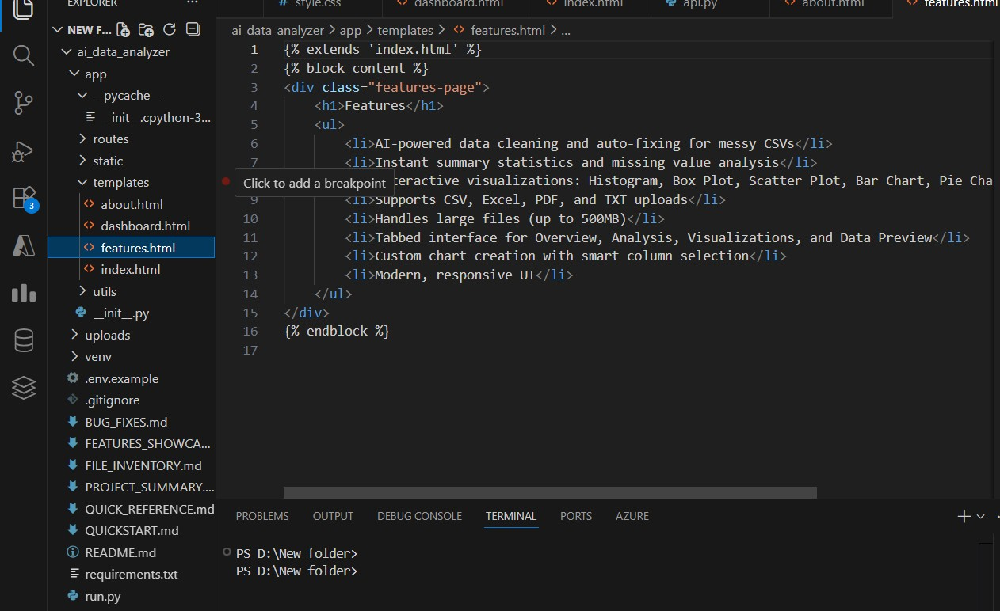 EXPLORER
...
style.css
dashboard.html
index.html
api.py
about.html
features.html
NEW F...
ai_data_analyzer
app
__pycache__
__init__.cpython-3...
routes
static
templates
about.html
dashboard.html
features.html
index.html
utils
__init__.py
uploads
venv
.env.example
.gitignore
BUG_FIXES.md
FEATURES_SHOWCA...
FILE_INVENTORY.md
PROJECT_SUMMARY....
QUICK_REFERENCE.md
QUICKSTART.md
README.md
requirements.txt
run.py
3
ai_data_analyzer > app > templates > features.html > ...
1 {% extends 'index.html' %}
2 {% block content %}
3 <div class="features-page">
4 <h1>Features</h1>
5 <ul>
6 <li>AI-powered data cleaning and auto-fixing for messy CSVs</li>
7 <li>Instant summary statistics and missing value analysis</li>
Click to add a breakpoint
teractive visualizations: Histogram, Box Plot, Scatter Plot, Bar Chart, Pie Cha
9 <li>Supports CSV, Excel, PDF, and TXT uploads</li>
10 <li>Handles large files (up to 500MB)</li>
11 <li>Tabbed interface for Overview, Analysis, Visualizations, and Data Preview</li>
12 <li>Custom chart creation with smart column selection</li>
13 <li>Modern, responsive UI</li>
14 </ul>
15 </div>
16 {% endblock %}
17
PROBLEMS OUTPUT DEBUG CONSOLE TERMINAL PORTS AZURE
PS D:\New folder>
PS D:\New folder>